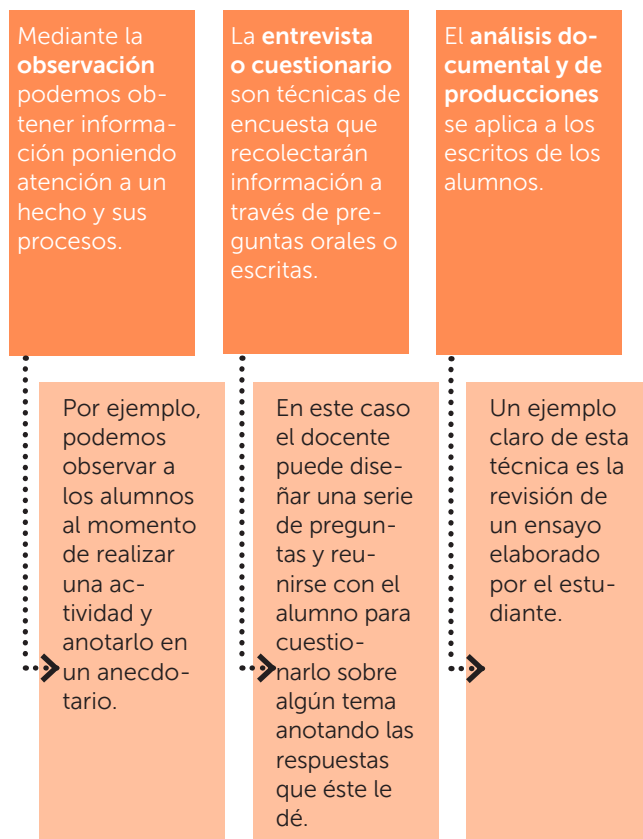 Mediante la
observación
podemos ob-
tener informa-
ción poniendo
atención a un
hecho y sus
procesos.
Por ejemplo,
podemos
observar a
los alumnos
al momento
de realizar
una ac-
tividad y
anotarlo en
un anecdo-
tario.
La entrevista
o cuestionario
son técnicas de
encuesta que
recolectarán
información a
través de pre-
guntas orales o
escritas.
En este caso
el docente
puede dise-
ñar una serie
de pregun-
tas y reu-
nirse con el
alumno para
cuestio-
narlo sobre
algún tema
anotando las
respuestas
que éste le
dé.
El análisis do-
cumental y de
producciones
se aplica a los
escritos de los
alumnos.
Un ejemplo
claro de esta
técnica es la
revisión de
un ensayo
elaborado
por el estu-
diante.